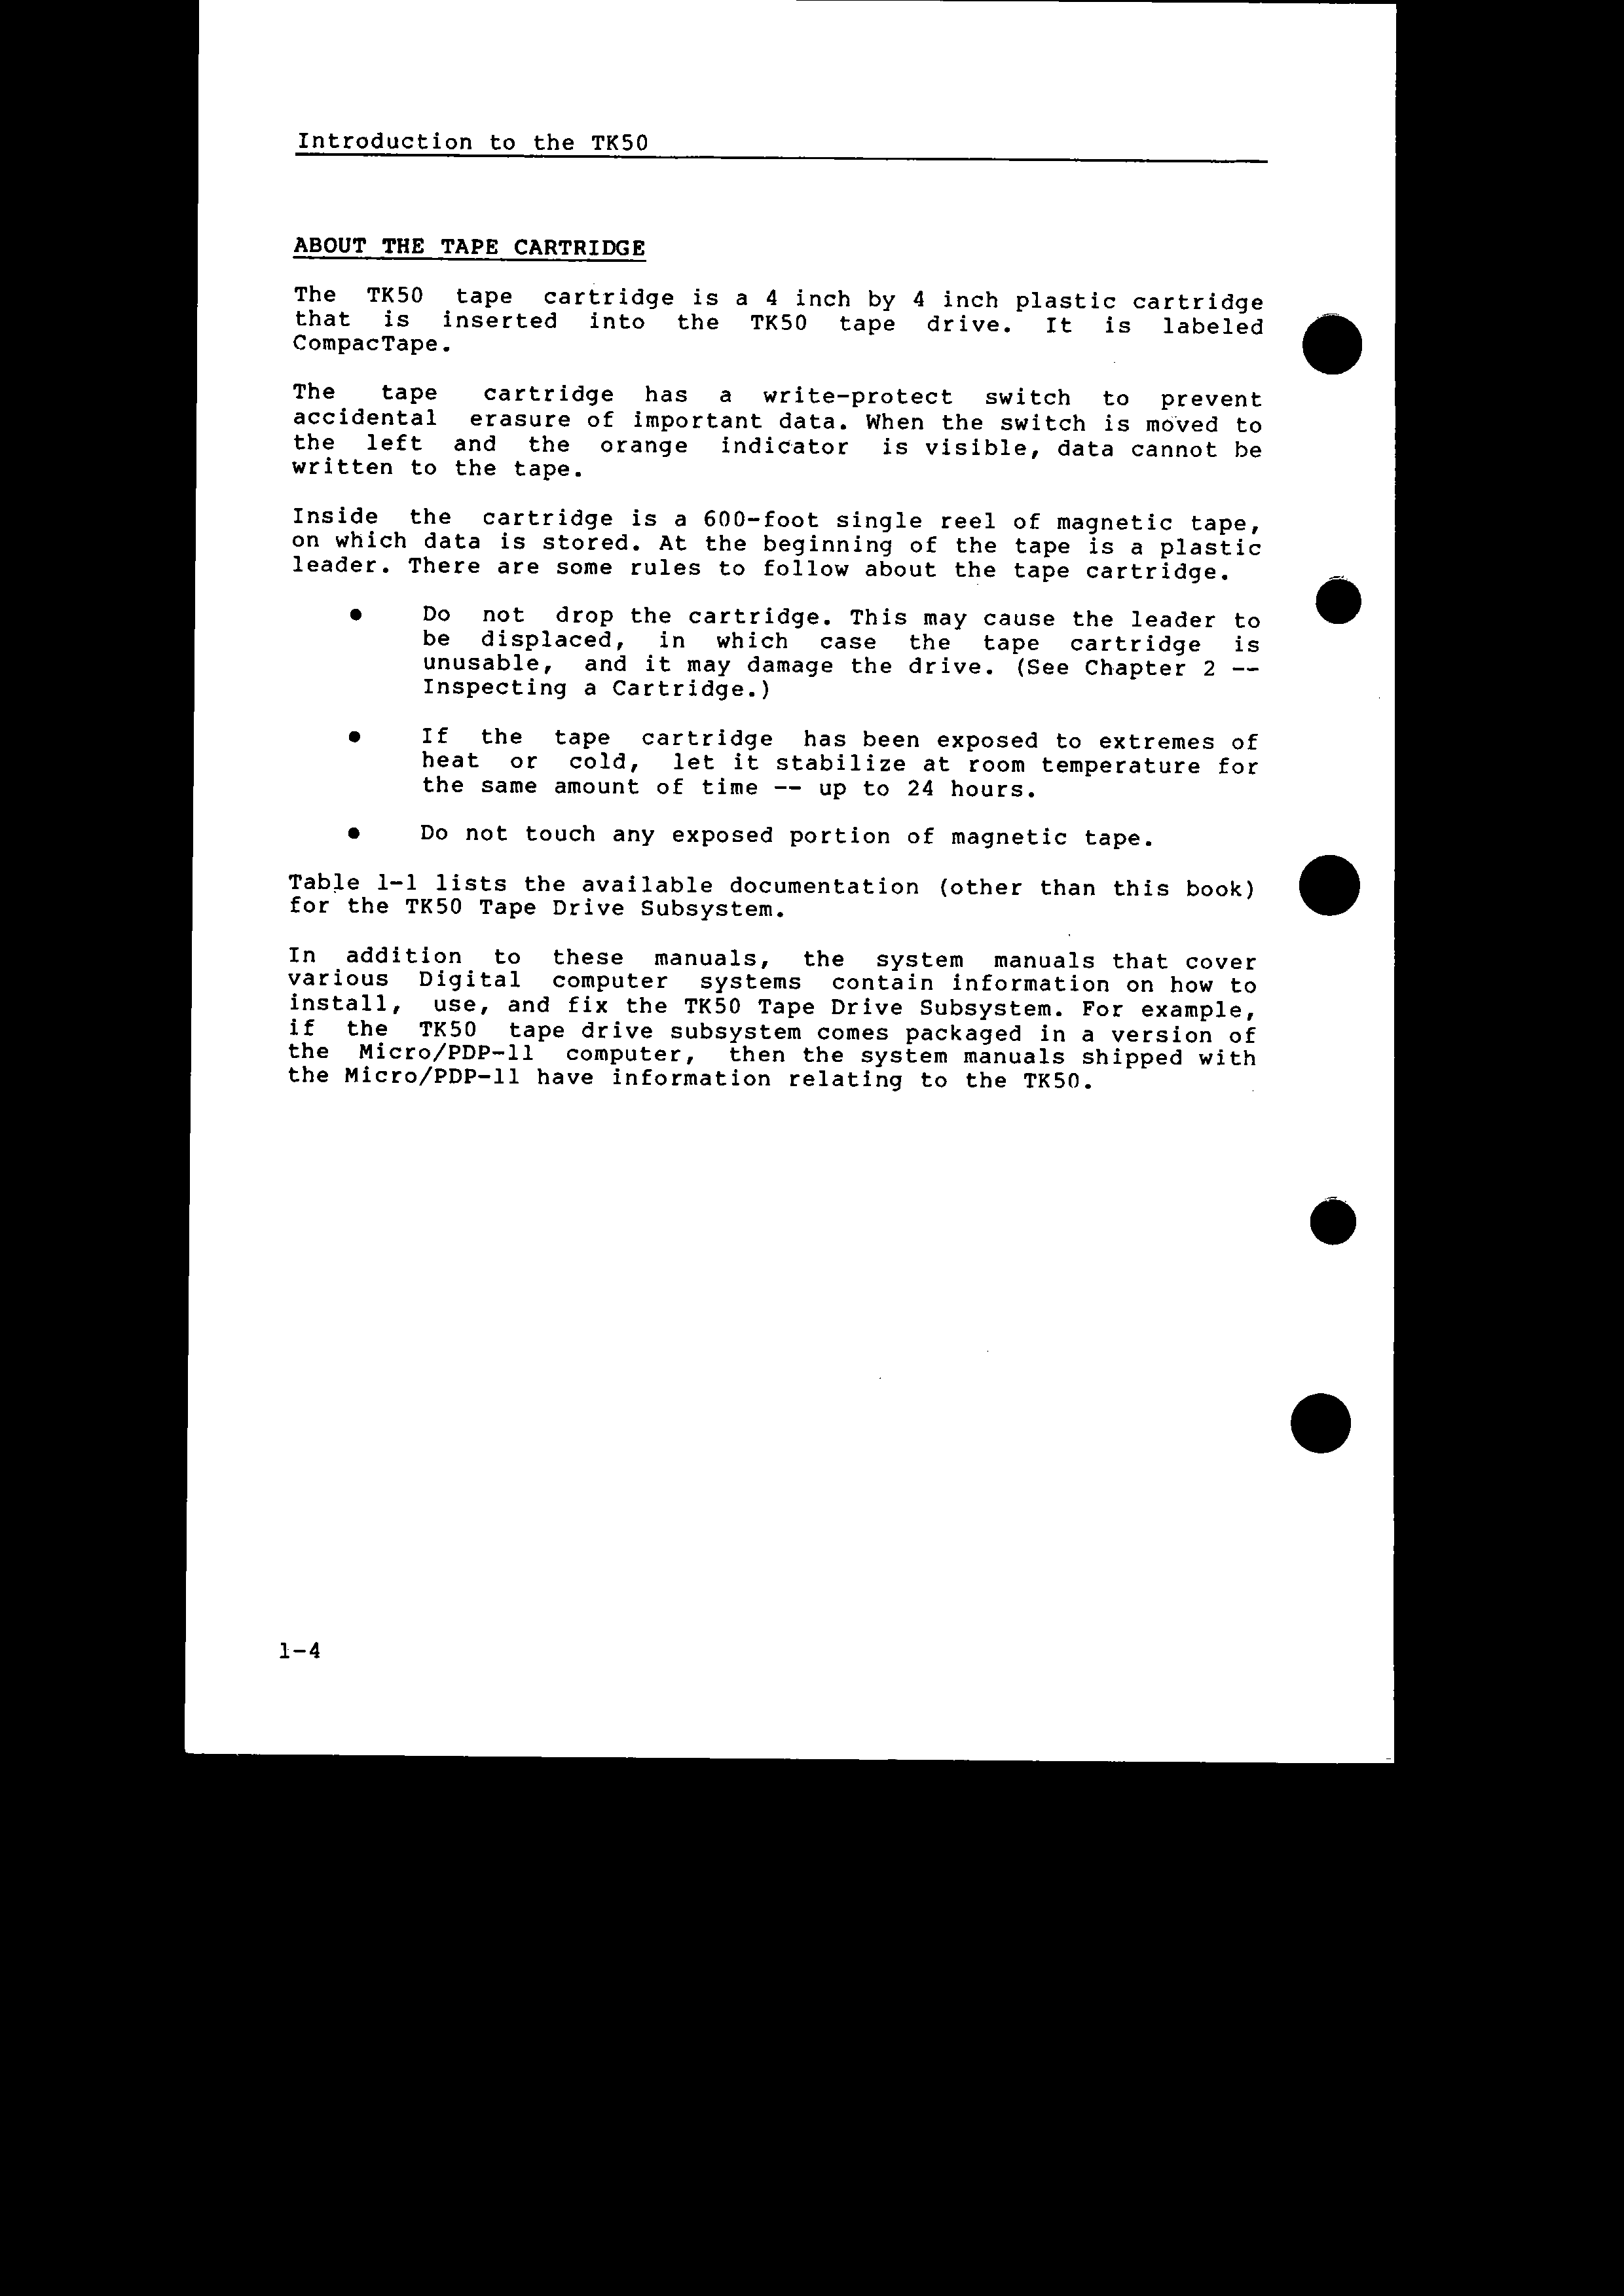 Introduction to the TK50
ABOUT THE TAPE CARTRIDGE
The TK50 tape cartridge is a 4 inch by 4 inch plastic cartridge
that is inserted into the TK50 tape drive. It is labeled
CompacTape.
The tape cartridge has a write-protect switch to prevent
accidental erasure of important data. When the switch is moved to
the left and the orange indicator is visible, data cannot be
written to the tape.
Inside the cartridge is a 600-foot single reel of magnetic tape,
on which data is stored. At the beginning of the tape is a plastic
leader. There are some rules to follow about the tape cartridge.
● Do not drop the cartridge. This may cause the leader to
be displaced, in which case the tape cartridge is
unusable, and it may damage the drive. (See Chapter 2 --
Inspecting a Cartridge.)
● If the tape cartridge has been exposed to extremes of
heat or cold, let it stabilize at room temperature for
the same amount of time -- up to 24 hours.
● Do not touch any exposed portion of magnetic tape.
Table 1-1 lists the available documentation (other than this book)
for the TK50 Tape Drive Subsystem.
In addition to these manuals, the system manuals that cover
various Digital computer systems contain information on how to
install, use, and fix the TK50 Tape Drive Subsystem. For example,
if the TK50 tape drive subsystem comes packaged in a version of
the Micro/PDP-11 computer, then the system manuals shipped with
the Micro/PDP-11 have information relating to the TK50.
1-4